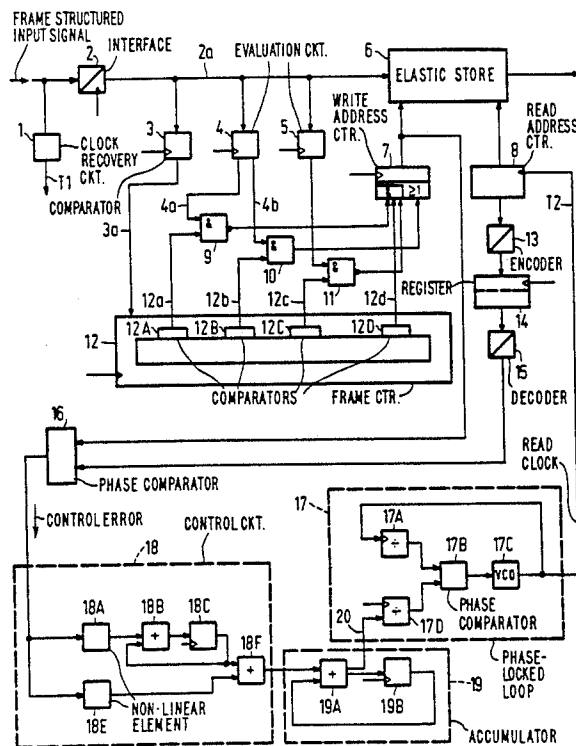 FRAME STRUCTURED
INPUT SIGNAL
2
INTERFACE
2a
EVALUATION CKT.
6
ELASTIC STORE
1
CLOCK
RECOVERY
CKT.
T1
COMPARATOR
3
3a
4
4a
4b
5
WRITE
ADDRESS
CTR.
7
≥1
READ
ADDRESS
CTR.
8
T2
&
9
&
10
&
11
13
ENCODER
REGISTER
14
15
DECODER
12
12a
12b
12c
12d
12A
12B
12C
12D
COMPARATORS
FRAME CTR.
16
PHASE COMPARATOR
CONTROL ERROR
READ
CLOCK
17
17A
÷
17B
17C
VCO
PHASE
COMPARATOR
÷
17D
20
PHASE-LOCKED
LOOP
18
CONTROL CKT.
18A
18B
+
18C
18F
+
NON-LINEAR
ELEMENT
18E
+
19A
19B
19
ACCUMULATOR